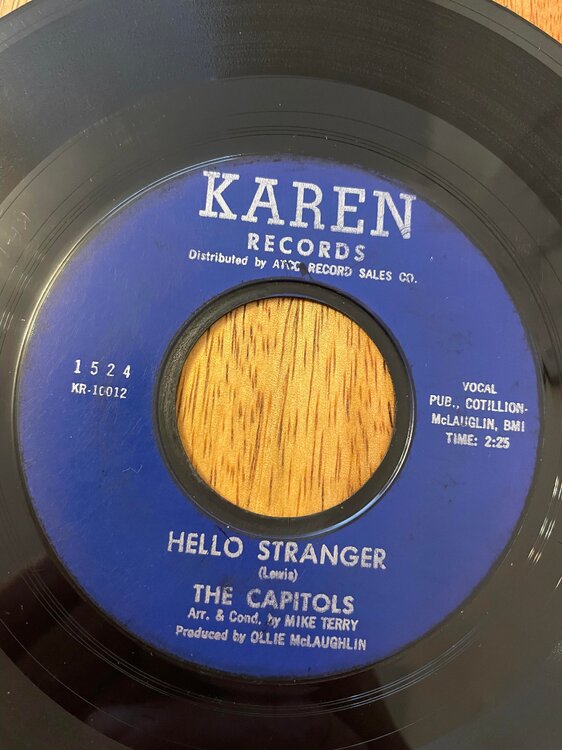 KAREN
RECORDS
Distributed by ATCO RECORD SALES CO.
1524
KR-10012
VOCAL
PUB., COTILLION-
McLAUGLIN, BMI
TIME: 2:25
HELLO STRANGER
(Lewis)
THE CAPITOLS
Arr. & Cond. by MIKE TERRY
Produced by OLLIE McLAUGHLIN